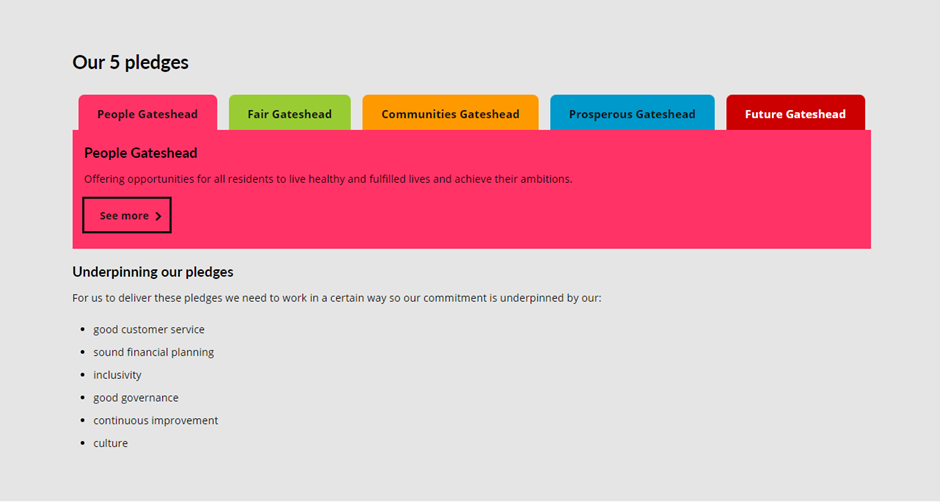 Our 5 pledges
People Gateshead
Fair Gateshead
Communities Gateshead
Prosperous Gateshead
Future Gateshead
People Gateshead
Offering opportunities for all residents to live healthy and fulfilled lives and achieve their ambitions.
See more
Underpinning our pledges
For us to deliver these pledges we need to work in a certain way so our commitment is underpinned by our:
good customer service
sound financial planning
inclusivity
good governance
continuous improvement
culture